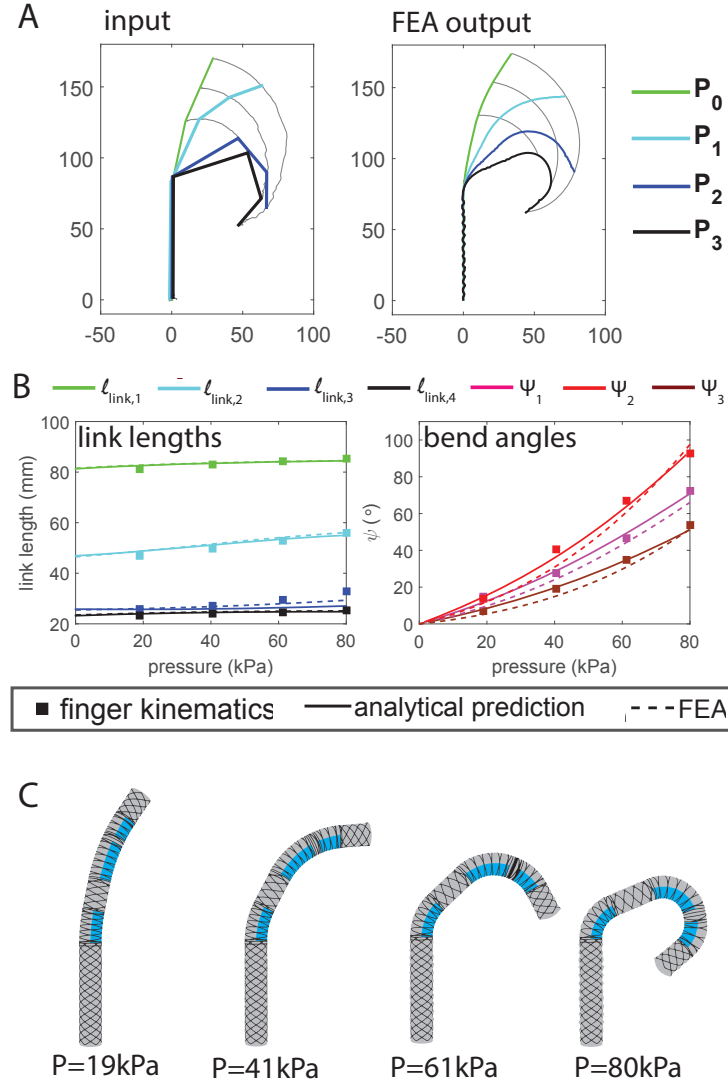 A
input
FEA output
150
100
50
0
-50 0 50 100
150
100
50
0
-50 0 50 100
P0
P1
P2
P3
B
ℓlink,1 ℓlink,2 ℓlink,3 ℓlink,4 Ψ1 Ψ2 Ψ3
link lengths
link length (mm)
100
80
60
40
20
0 20 40 60 80
pressure (kPa)
bend angles
ψ (°)
100
80
60
40
20
0
0 20 40 60 80
pressure (kPa)
finger kinematics analytical prediction FEA
C
P=19kPa P=41kPa P=61kPa P=80kPa